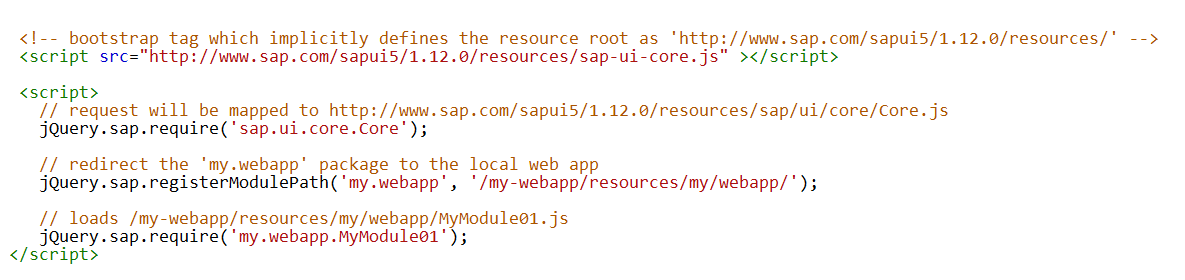 <!-- bootstrap tag which implicitly defines the resource root as 'http://www.sap.com/sapui5/1.12.0/resources/' -->
<script src="http://www.sap.com/sapui5/1.12.0/resources/sap-ui-core.js" ></script>
<script>
// request will be mapped to http://www.sap.com/sapui5/1.12.0/resources/sap/ui/core/Core.js
jQuery.sap.require('sap.ui.core.Core');
// redirect the 'my.webapp' package to the local web app
jQuery.sap.registerModulePath('my.webapp', '/my-webapp/resources/my/webapp/');
// loads /my-webapp/resources/my/webapp/MyModule01.js
jQuery.sap.require('my.webapp.MyModule01');
</script>